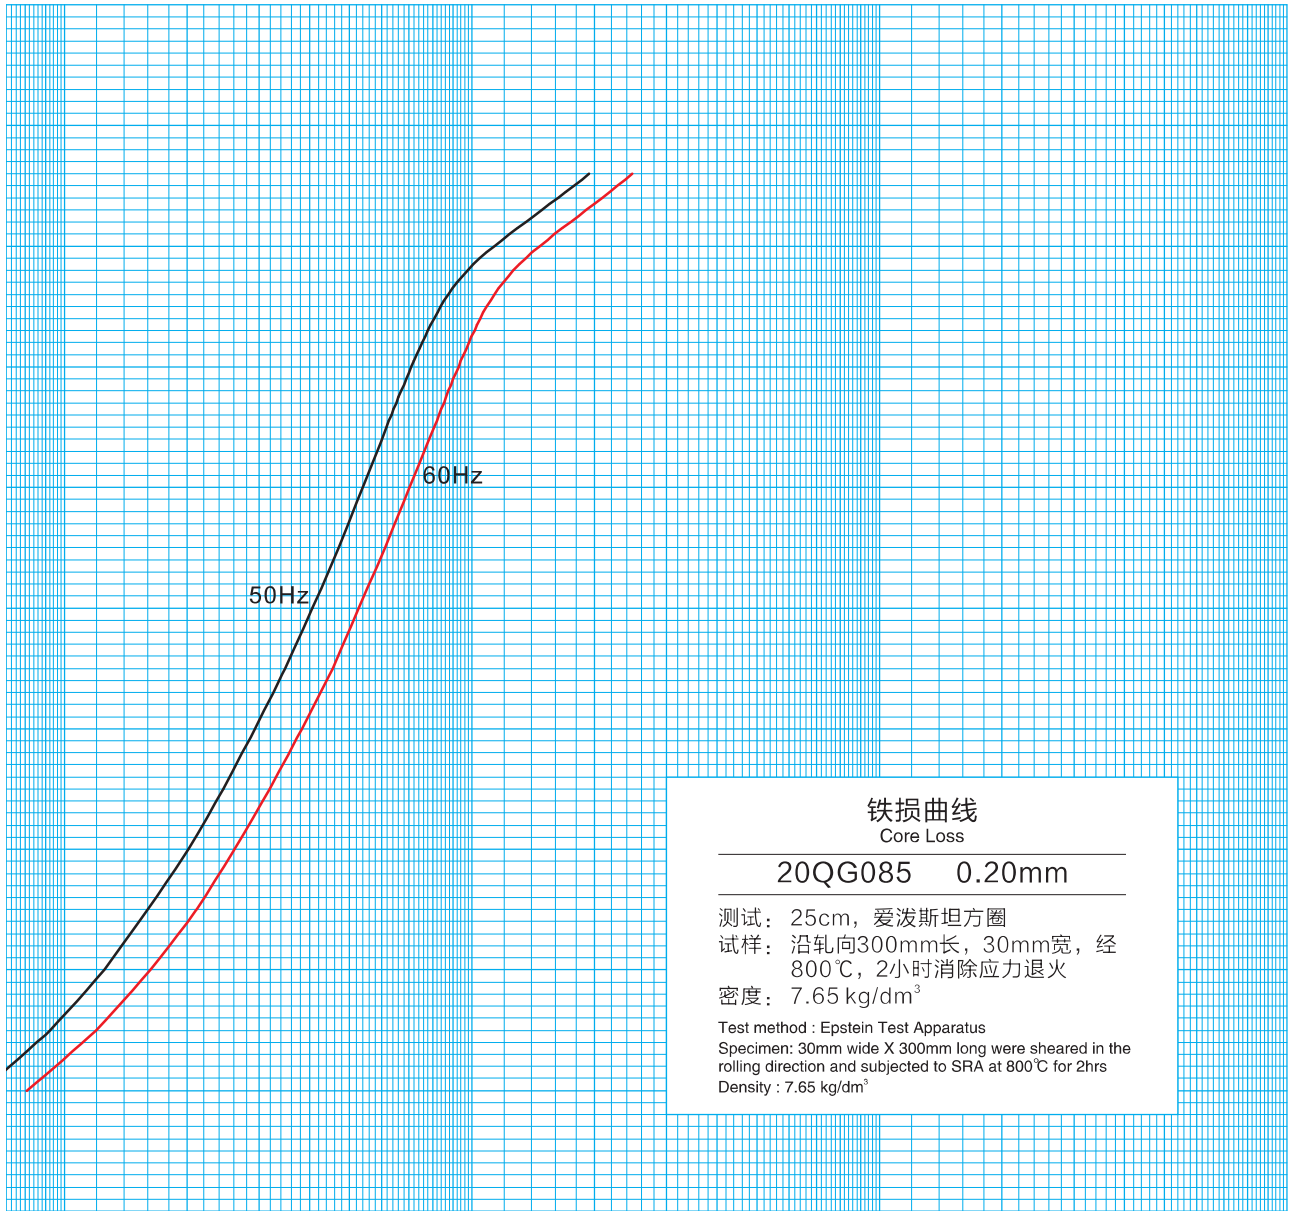 60Hz
50Hz
铁损曲线
Core Loss
20QG085 0.20mm
测试： 25cm，爱泼斯坦方圈
试样： 沿轧向300mm长，30mm宽，经
800℃，2小时消除应力退火
密度： 7.65 kg/dm³
Test method : Epstein Test Apparatus
Specimen: 30mm wide X 300mm long were sheared in the
rolling direction and subjected to SRA at 800℃ for 2hrs
Density : 7.65 kg/dm³